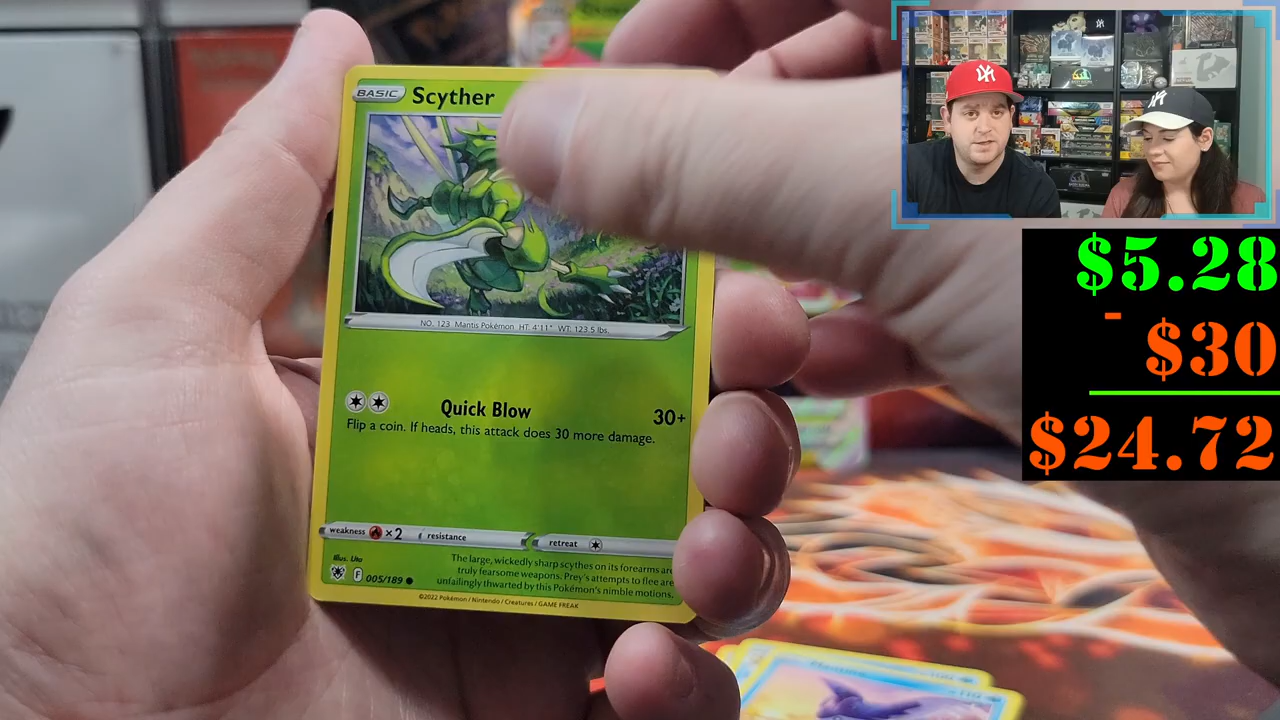 BASIC Scyther
NO. 123 Mantis Pokémon HT: 4'11" WT: 123.5 lbs.
Quick Blow 30+
Flip a coin. If heads, this attack does 30 more damage.
weakness ×2 resistance retreat
Illus. Uta
F 005/189
The large, wickedly sharp scythes on its forearms are
truly fearsome weapons. Prey's attempts to flee are
unfailingly thwarted by this Pokémon's nimble motions.
©2022 Pokémon / Nintendo / Creatures / GAME FREAK
$5.28
- $30
$24.72